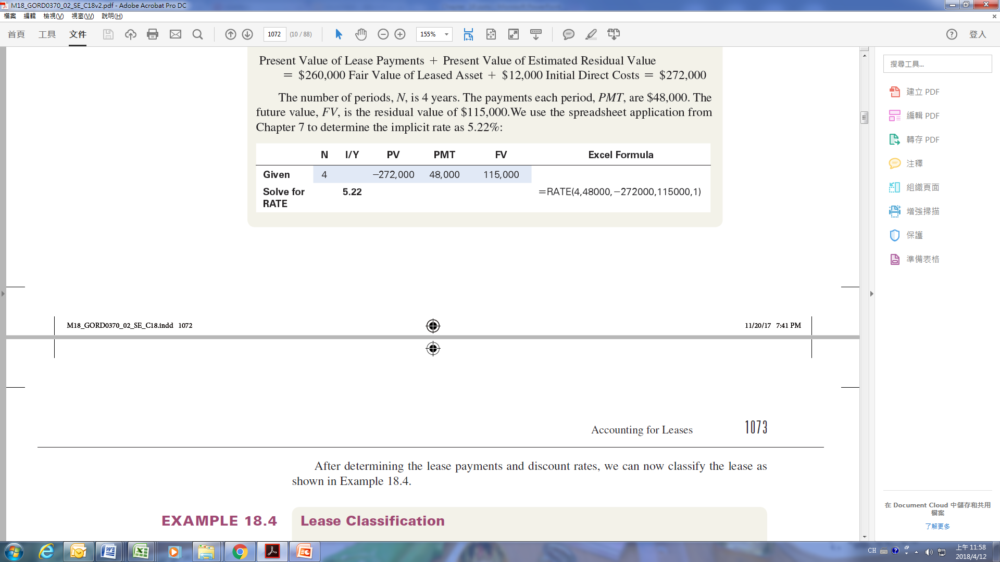 M18_GORD0370_02_SE_C18v2.pdf - Adobe Acrobat Pro DC
檔案 編輯 檢視(V) 視窗(W) 說明(H)
首頁 工具 文件 1072 (10 / 88) 155% 登入
Present Value of Lease Payments + Present Value of Estimated Residual Value
= $260,000 Fair Value of Leased Asset + $12,000 Initial Direct Costs = $272,000
The number of periods, N, is 4 years. The payments each period, PMT, are $48,000. The
future value, FV, is the residual value of $115,000.We use the spreadsheet application from
Chapter 7 to determine the implicit rate as 5.22%:
N I/Y PV PMT FV Excel Formula
Given 4 −272,000 48,000 115,000
Solve for 5.22 =RATE(4,48000,−272000,115000,1)
RATE
M18_GORD0370_02_SE_C18.indd 1072 11/20/17 7:41 PM
Accounting for Leases 1073
After determining the lease payments and discount rates, we can now classify the lease as
shown in Example 18.4.
EXAMPLE 18.4 Lease Classification
搜尋工具...
建立 PDF
編輯 PDF
轉存 PDF
注釋
組織頁面
增強掃描
保護
準備表格
在 Document Cloud 中儲存和共用
檔案
了解更多
CH
上午 11:58
2018/4/12